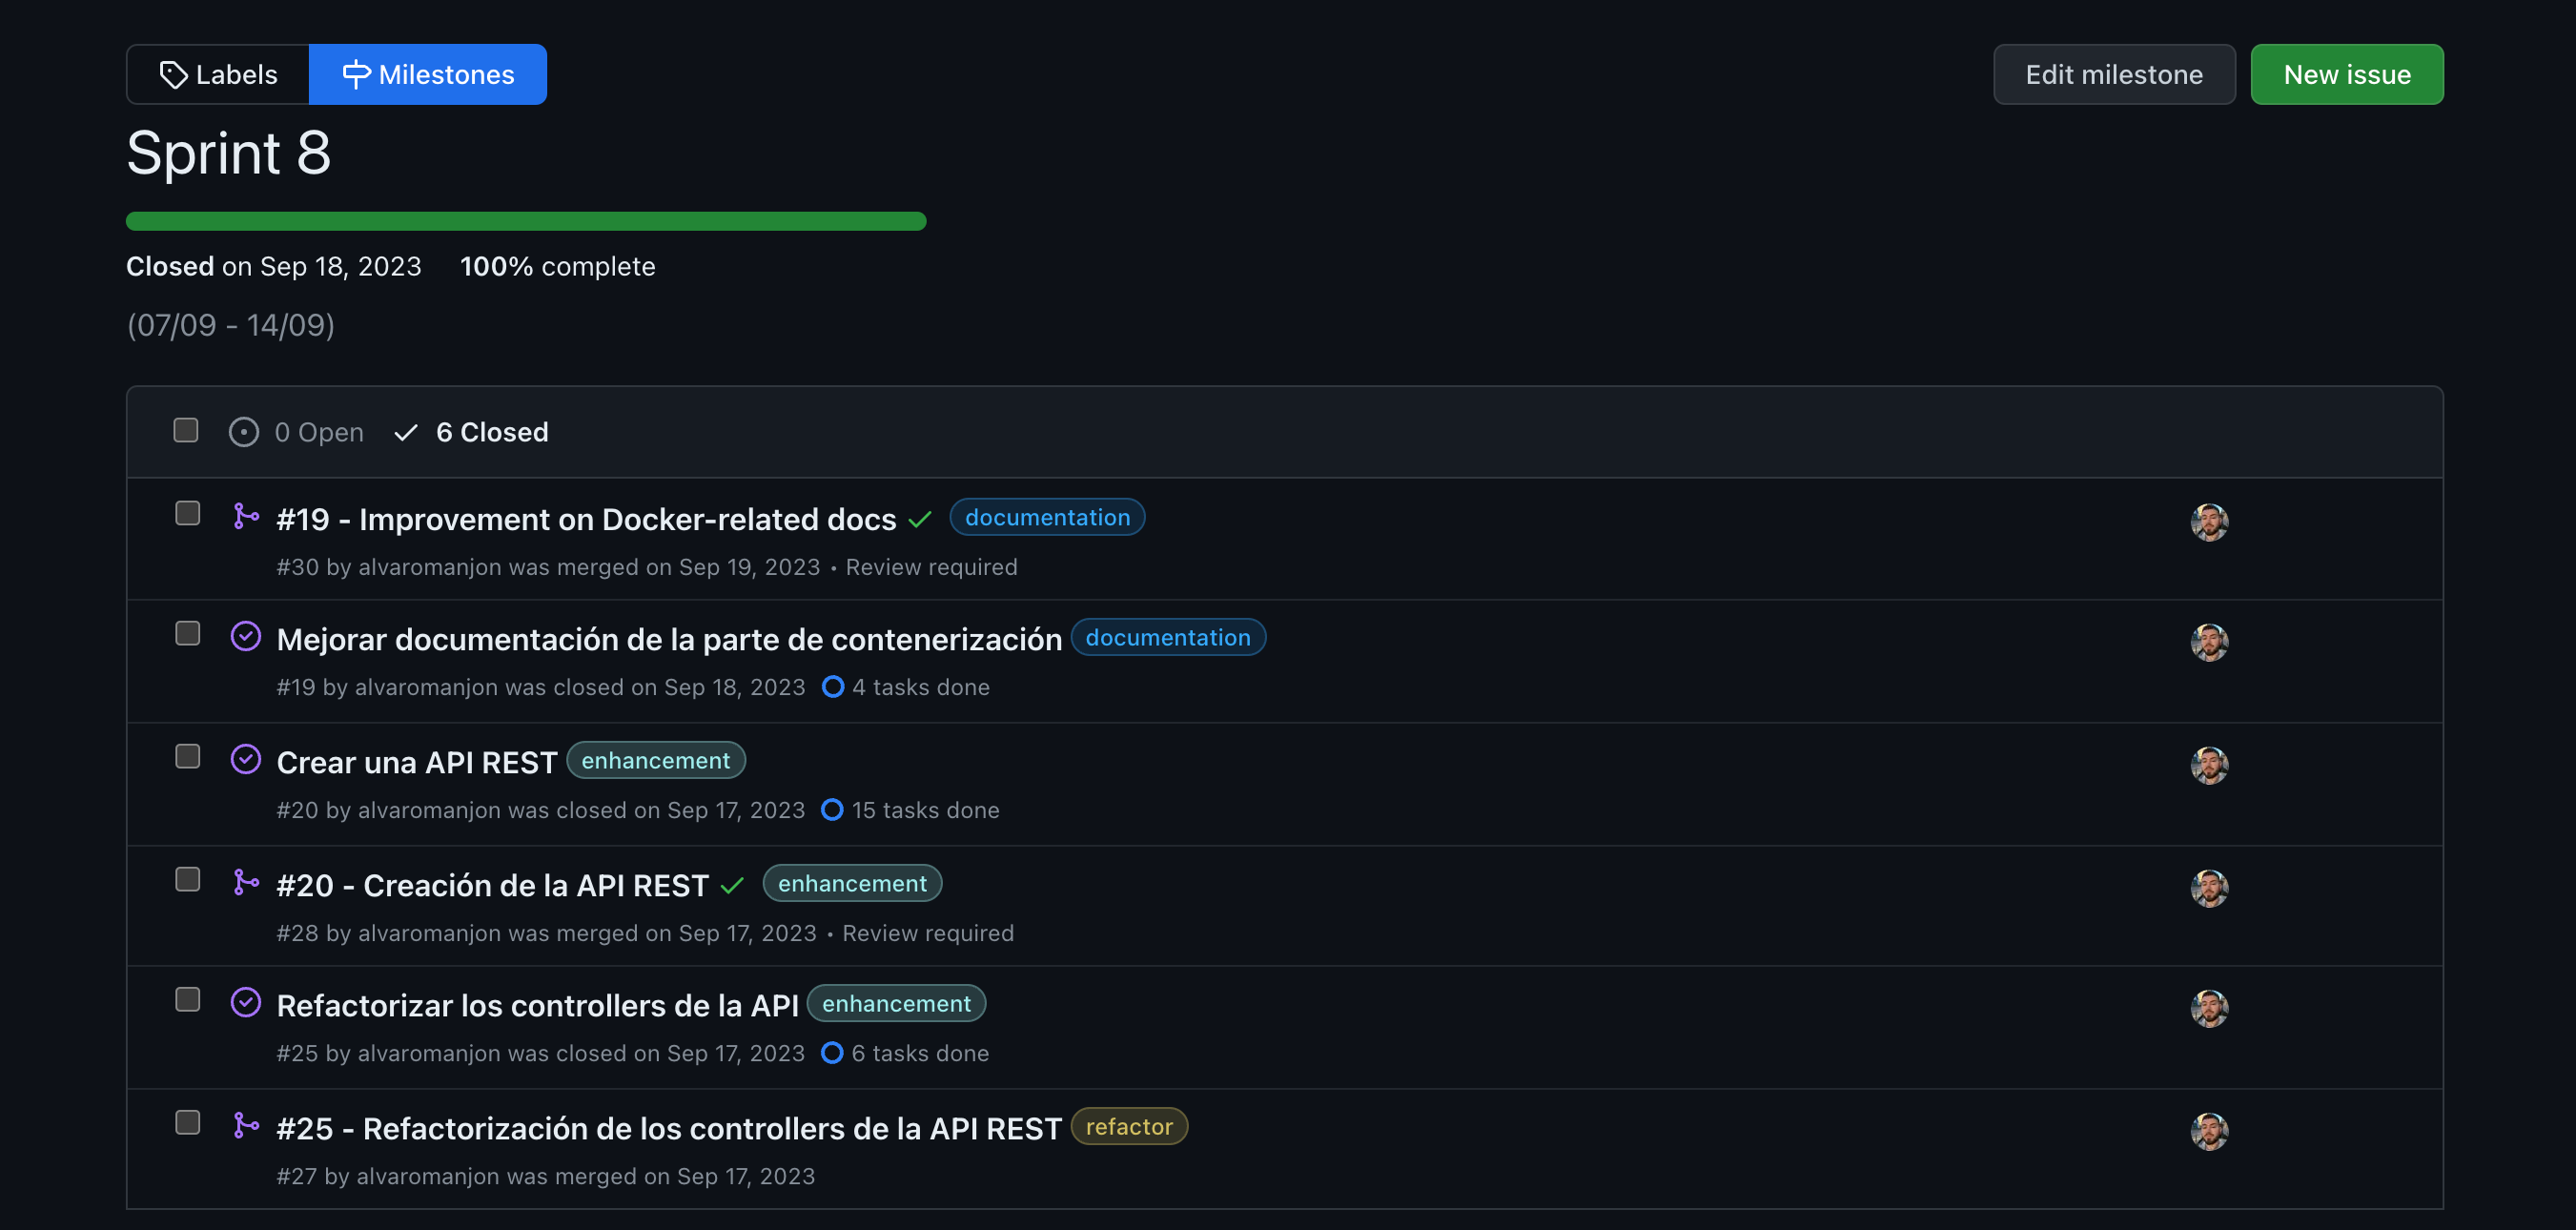 Labels Milestones Edit milestone New issue
Sprint 8
Closed on Sep 18, 2023 100% complete
(07/09 - 14/09)
0 Open 6 Closed
#19 - Improvement on Docker-related docs documentation
#30 by alvaromanjon was merged on Sep 19, 2023 • Review required
Mejorar documentación de la parte de contenerización documentation
#19 by alvaromanjon was closed on Sep 18, 2023 4 tasks done
Crear una API REST enhancement
#20 by alvaromanjon was closed on Sep 17, 2023 15 tasks done
#20 - Creación de la API REST enhancement
#28 by alvaromanjon was merged on Sep 17, 2023 • Review required
Refactorizar los controllers de la API enhancement
#25 by alvaromanjon was closed on Sep 17, 2023 6 tasks done
#25 - Refactorización de los controllers de la API REST refactor
#27 by alvaromanjon was merged on Sep 17, 2023